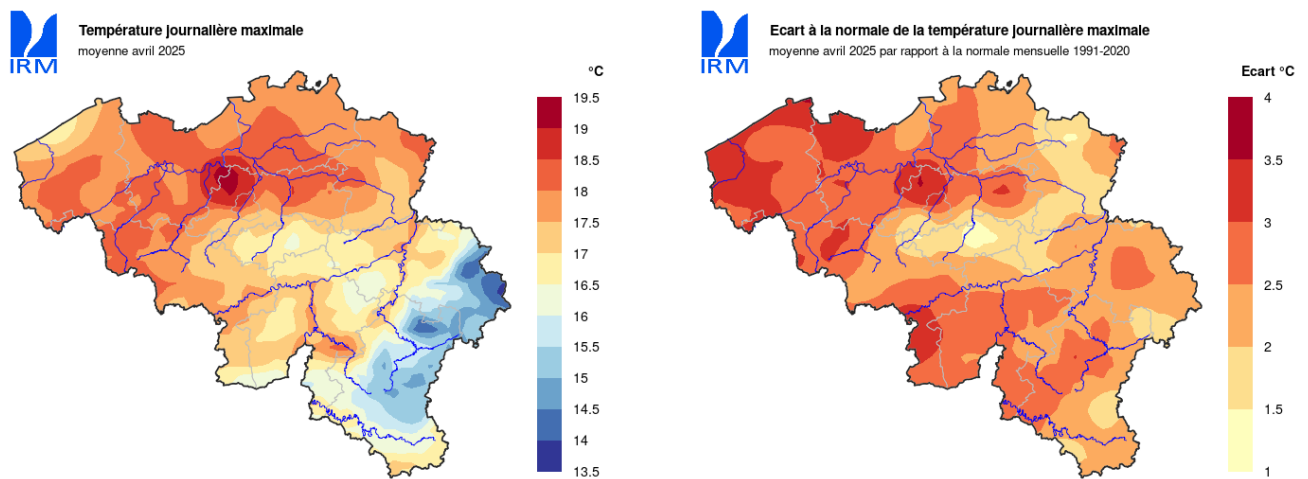 IRM
Température journalière maximale
moyenne avril 2025
°C
19.5
19
18.5
18
17.5
17
16.5
16
15.5
15
14.5
14
13.5
IRM
Ecart à la normale de la température journalière maximale
moyenne avril 2025 par rapport à la normale mensuelle 1991-2020
Ecart °C
4
3.5
3
2.5
2
1.5
1